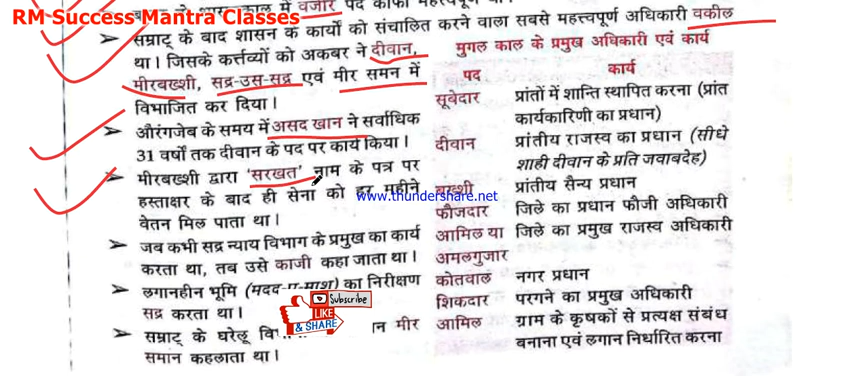 RM Success Mantra Classes
वजीर पद काफी महत्वपूर्ण
➤ सम्राट् के बाद शासन के कार्यों को संचालित करने वाला सबसे महत्त्वपूर्ण अधिकारी वकील
था। जिसके कर्त्तव्यों को अकबर ने दीवान,
मीरबख्शी, सद्र-उस-सद्र एवं मीर समन में
विभाजित कर दिया।
➤ औरंगजेब के समय में असद खान ने सर्वाधिक
31 वर्षों तक दीवान के पद पर कार्य किया।
➤ मीरबख्शी द्वारा 'सरखत' नाम के पत्र पर
हस्ताक्षर के बाद ही सेना को हर महीने
वेतन मिल पाता था।
➤ जब कभी सद्र न्याय विभाग के प्रमुख का कार्य
करता था, तब उसे काजी कहा जाता था।
➤ लगानहीन भूमि का निरीक्षण
सद्र करता था।
➤ सम्राट् के घरेलू मीर
समान कहलाता था।
मुगल काल के प्रमुख अधिकारी एवं कार्य
पद कार्य
सूबेदार प्रांतों में शान्ति स्थापित करना (प्रांत
कार्यकारिणी का प्रधान)
दीवान प्रांतीय राजस्व का प्रधान (सीधे
शाही दीवान के प्रति जवाबदेह)
बख्शी प्रांतीय सैन्य प्रधान
फौजदार जिले का प्रधान फौजी अधिकारी
आमिल या जिले का प्रमुख राजस्व अधिकारी
अमलगुजार
कोतवाल नगर प्रधान
शिकदार परगने का प्रमुख अधिकारी
आमिल ग्राम के कृषकों से प्रत्यक्ष संबंध
बनाना एवं लगान निर्धारित करना
www.thundershare.net
Subscribe
LIKE
& SHARE